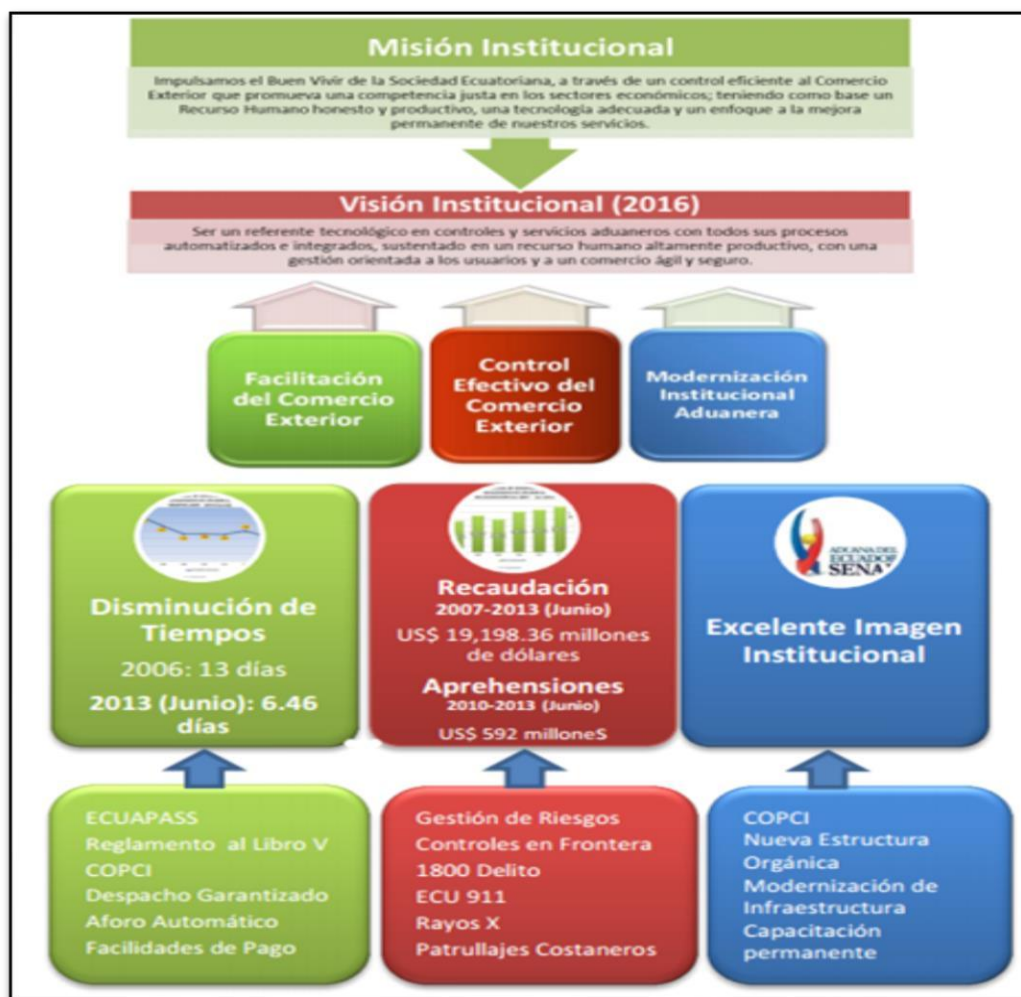 Misión Institucional
Impulsamos el Buen Vivir de la Sociedad Ecuatoriana, a través de un control eficiente al Comercio
Exterior que promueva una competencia justa en los sectores económicos; teniendo como base un
Recurso Humano honesto y productivo, una tecnología adecuada y un enfoque a la mejora
permanente de nuestros servicios.
Visión Institucional (2016)
Ser un referente tecnológico en controles y servicios aduaneros con todos sus procesos
automatizados e integrados, sustentado en un recurso humano altamente productivo, con una
gestión orientada a los usuarios y a un comercio ágil y seguro.
Facilitación
del Comercio
Exterior
Control
Efectivo del
Comercio
Exterior
Modernización
Institucional
Aduanera
Disminución de
Tiempos
2006: 13 días
2013 (Junio): 6.46
días
Recaudación
2007-2013 (Junio)
US$ 19,198.36 millones
de dólares
Aprehensiones
2010-2013 (Junio)
US$ 592 millones
ADUANA DEL
ECUADOR
SENA
Excelente Imagen
Institucional
ECUAPASS
Reglamento al Libro V
COPCI
Despacho Garantizado
Aforo Automático
Facilidades de Pago
Gestión de Riesgos
Controles en Frontera
1800 Delito
ECU 911
Rayos X
Patrullajes Costaneros
COPCI
Nueva Estructura
Orgánica
Modernización de
Infraestructura
Capacitación
permanente